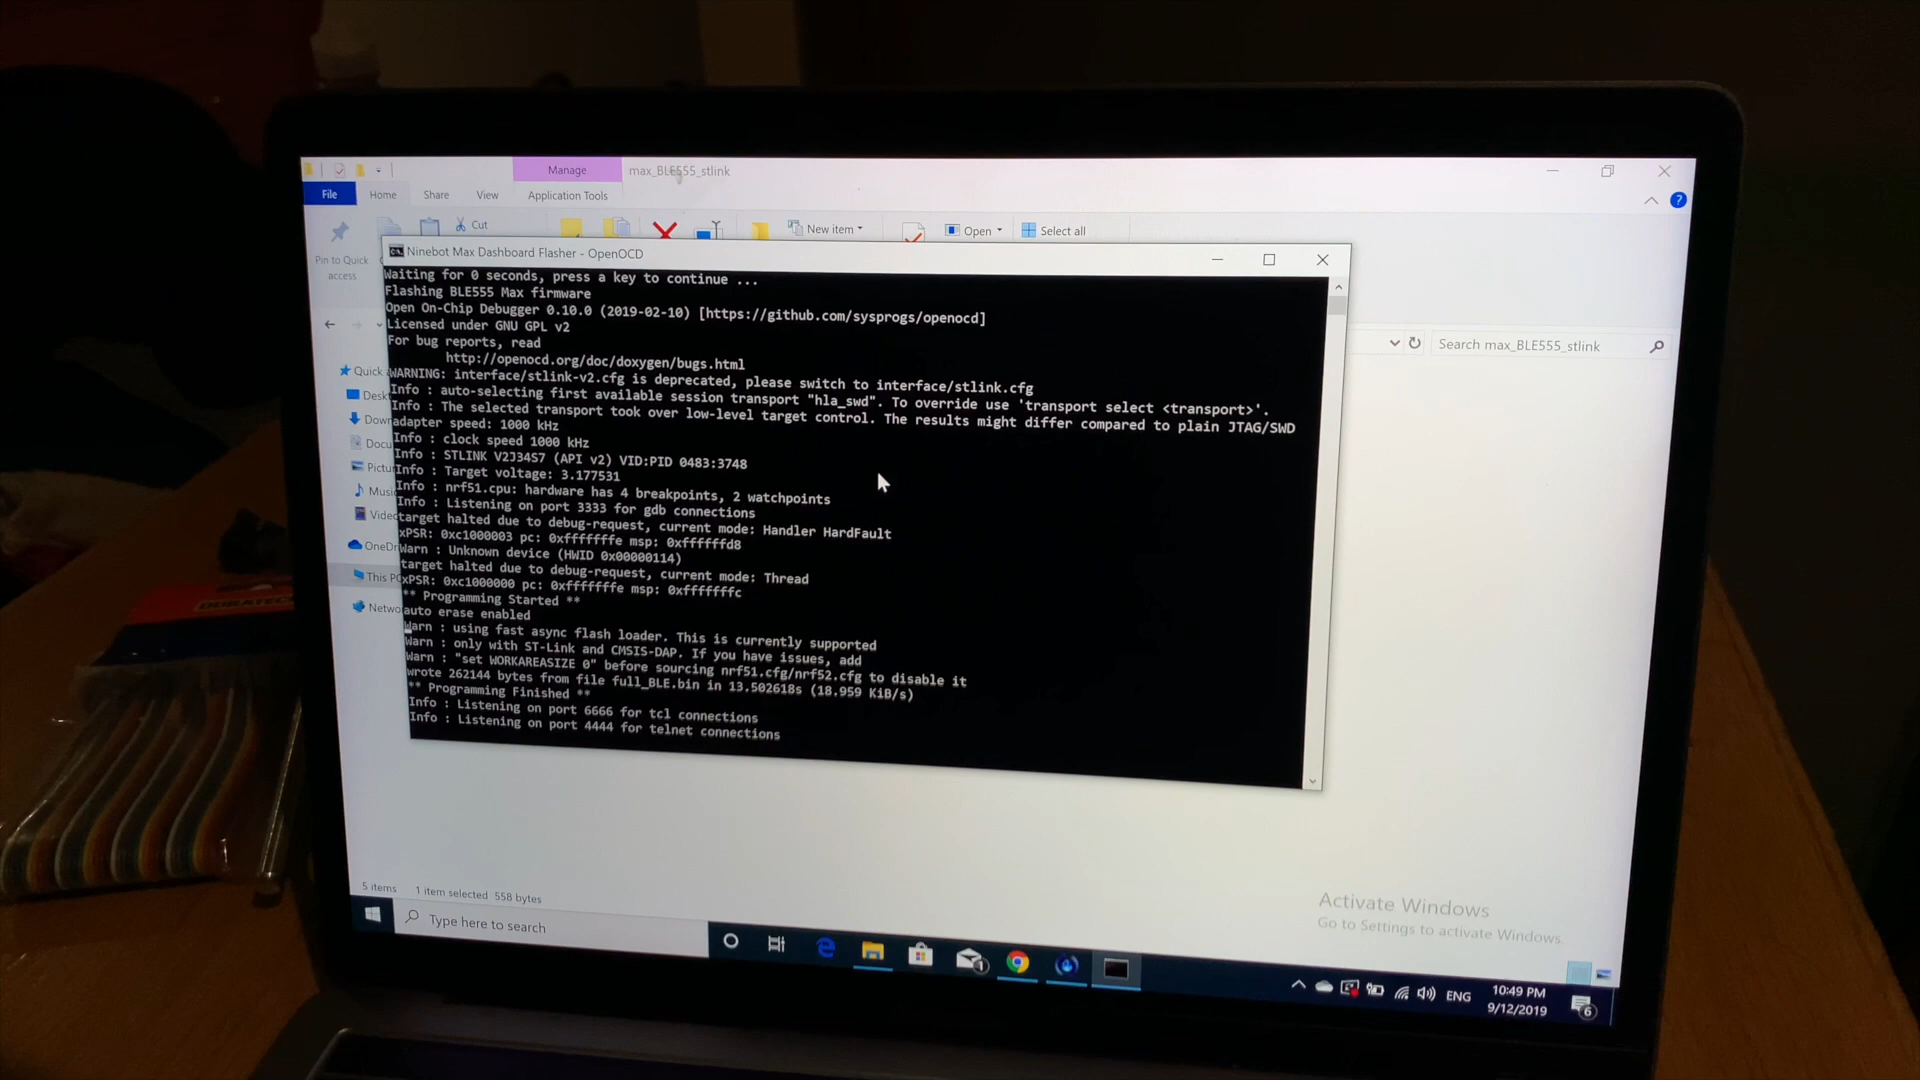 Manage
max_BLE555_stlink
File
Home
Share
View
Application Tools
Cut
New item
Open
Select all
Pin to Quick
access
Ninebot Max Dashboard Flasher - OpenOCD
Waiting for 0 seconds, press a key to continue ...
Flashing BLE555 Max firmware
Open On-Chip Debugger 0.10.0 (2019-02-10) [https://github.com/sysprogs/openocd]
Licensed under GNU GPL v2
For bug reports, read
http://openocd.org/doc/doxygen/bugs.html
WARNING: interface/stlink-v2.cfg is deprecated, please switch to interface/stlink.cfg
Info : auto-selecting first available session transport "hla_swd". To override use 'transport select <transport>'.
Info : The selected transport took over low-level target control. The results might differ compared to plain JTAG/SWD
adapter speed: 1000 kHz
Info : clock speed 1000 kHz
Info : STLINK V2J34S7 (API v2) VID:PID 0483:3748
Info : Target voltage: 3.177531
Info : nrf51.cpu: hardware has 4 breakpoints, 2 watchpoints
Info : Listening on port 3333 for gdb connections
target halted due to debug-request, current mode: Handler HardFault
xPSR: 0xc1000003 pc: 0xfffffffe msp: 0xffffffd8
Warn : Unknown device (HWID 0x00000114)
target halted due to debug-request, current mode: Thread
xPSR: 0xc1000000 pc: 0xfffffffe msp: 0xfffffffc
** Programming Started **
auto erase enabled
Warn : using fast async flash loader. This is currently supported
Warn : only with ST-Link and CMSIS-DAP. If you have issues, add
Warn : "set WORKAREASIZE 0" before sourcing nrf51.cfg/nrf52.cfg to disable it
wrote 262144 bytes from file full_BLE.bin in 13.502618s (18.959 KiB/s)
** Programming Finished **
Info : Listening on port 6666 for tcl connections
Info : Listening on port 4444 for telnet connections
Search max_BLE555_stlink
Quick
Desk
Down
Docu
Pictu
Musi
Video
OneDr
This P
Netwo
5 items
1 item selected 558 bytes
Activate Windows
Go to Settings to activate Windows.
Type here to search
1
ENG
10:49 PM
9/12/2019
6